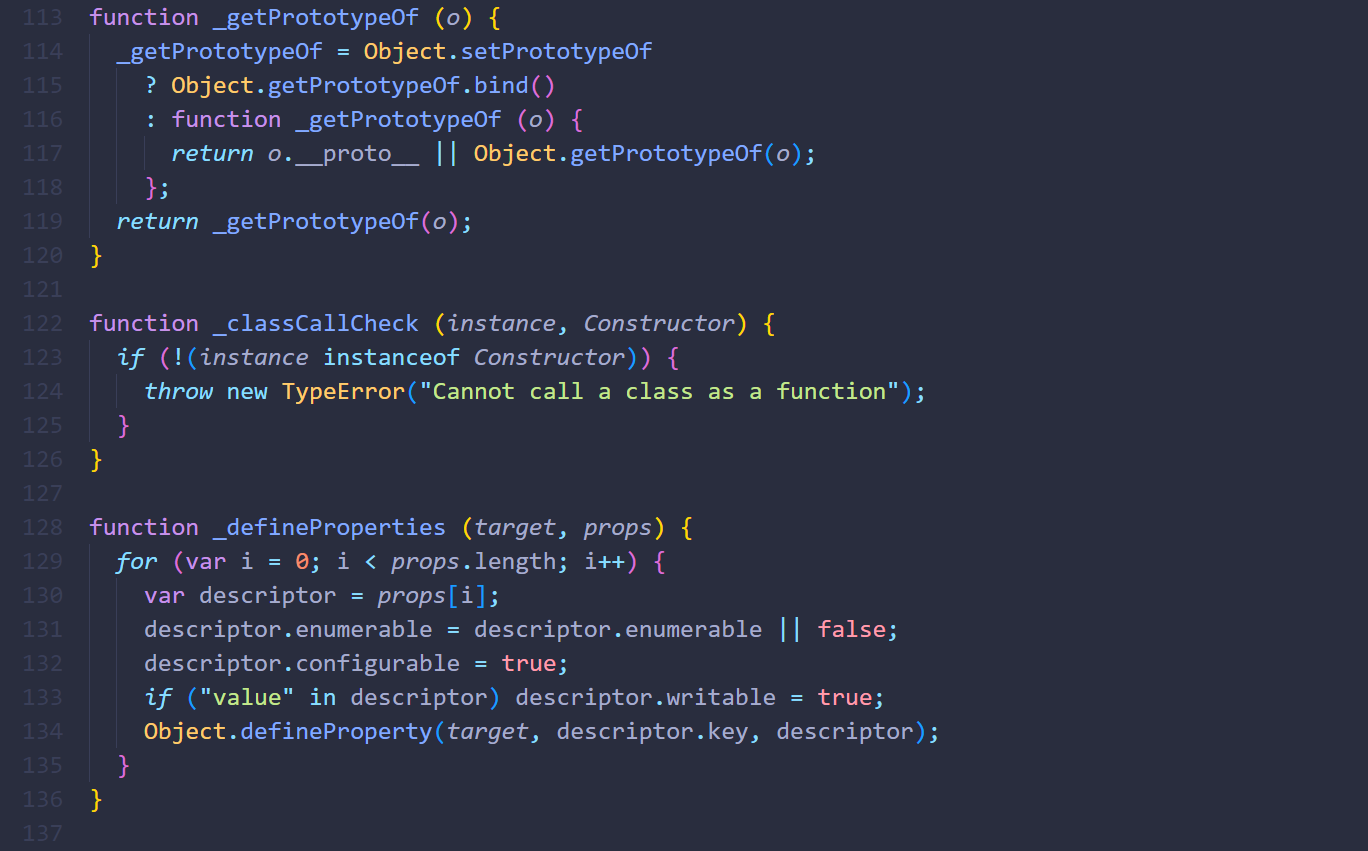 113 function _getPrototypeOf (o) {
114   _getPrototypeOf = Object.setPrototypeOf
115     ? Object.getPrototypeOf.bind()
116     : function _getPrototypeOf (o) {
117       return o.__proto__ || Object.getPrototypeOf(o);
118     };
119   return _getPrototypeOf(o);
120 }
121
122 function _classCallCheck (instance, Constructor) {
123   if (!(instance instanceof Constructor)) {
124     throw new TypeError("Cannot call a class as a function");
125   }
126 }
127
128 function _defineProperties (target, props) {
129   for (var i = 0; i < props.length; i++) {
130     var descriptor = props[i];
131     descriptor.enumerable = descriptor.enumerable || false;
132     descriptor.configurable = true;
133     if ("value" in descriptor) descriptor.writable = true;
134     Object.defineProperty(target, descriptor.key, descriptor);
135   }
136 }
137